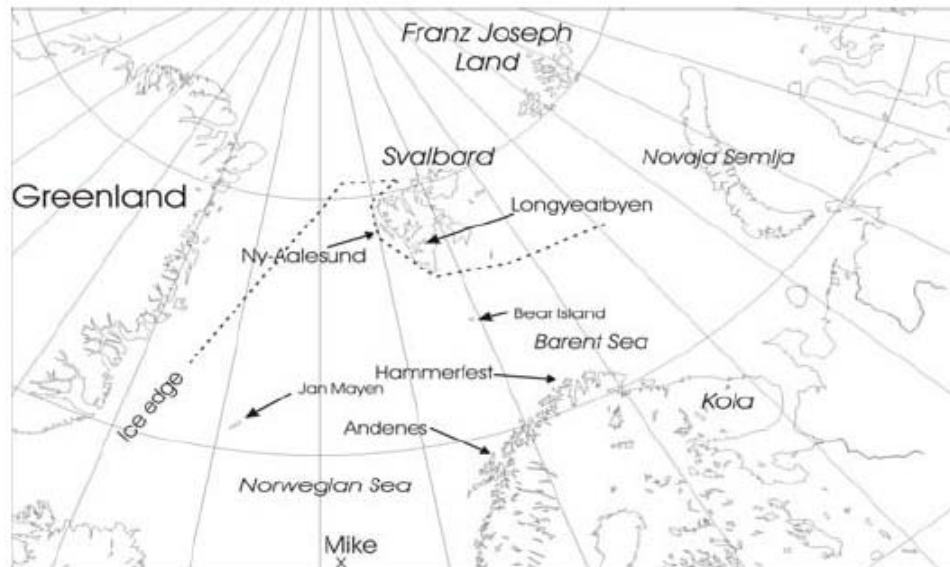 Franz Joseph
Land
Svalbard
Novaja Semlja
Greenland
Longyearbyen
Ny-Aalesund
Bear Island
Barent Sea
Hammerfest
Jan Mayen
Kola
Ice edge
Andenes
Norwegian Sea
Mike
x